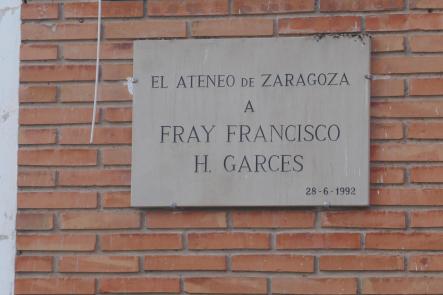 EL ATENEO DE ZARAGOZA
A
FRAY FRANCISCO
H. GARCES
28-6-1992